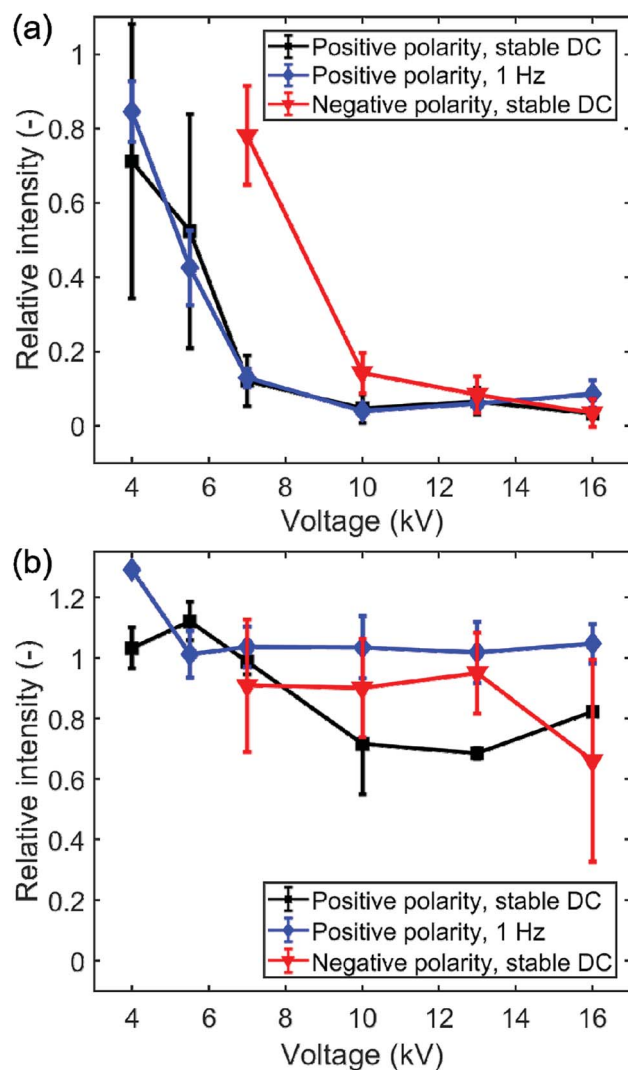 (a)
Relative intensity (-)
1
0.8
0.6
0.4
0.2
0
Positive polarity, stable DC
Positive polarity, 1 Hz
Negative polarity, stable DC
4 6 8 10 12 14 16
Voltage (kV)
(b)
Relative intensity (-)
1.2
1
0.8
0.6
0.4
0.2
0
Positive polarity, stable DC
Positive polarity, 1 Hz
Negative polarity, stable DC
4 6 8 10 12 14 16
Voltage (kV)